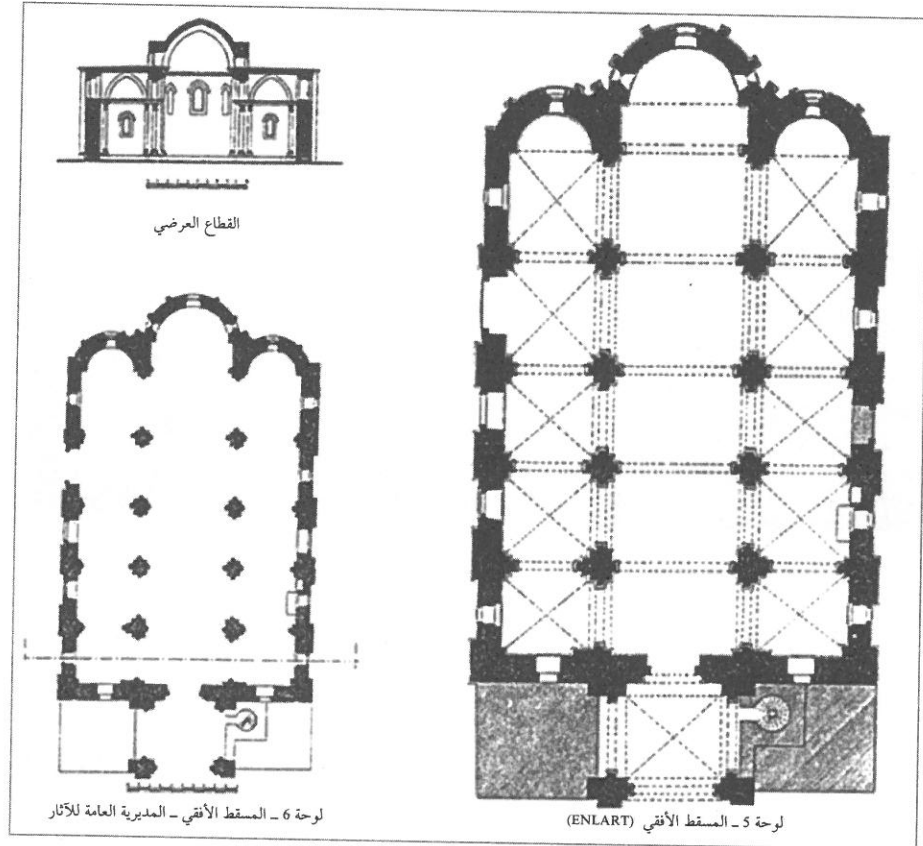 القطاع العرضي
لوحة 5 ـ المسقط الأفقي (ENLART)
لوحة 6 ـ المسقط الأفقي ـ المديرية العامة للآثار